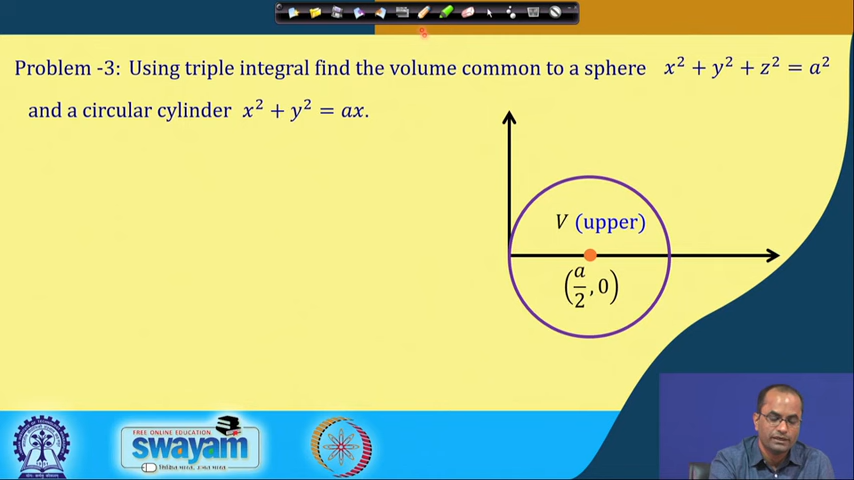 Problem -3: Using triple integral find the volume common to a sphere x² + y² + z² = a²
and a circular cylinder x² + y² = ax.
V (upper)
(a/2, 0)
FREE ONLINE EDUCATION
swayam